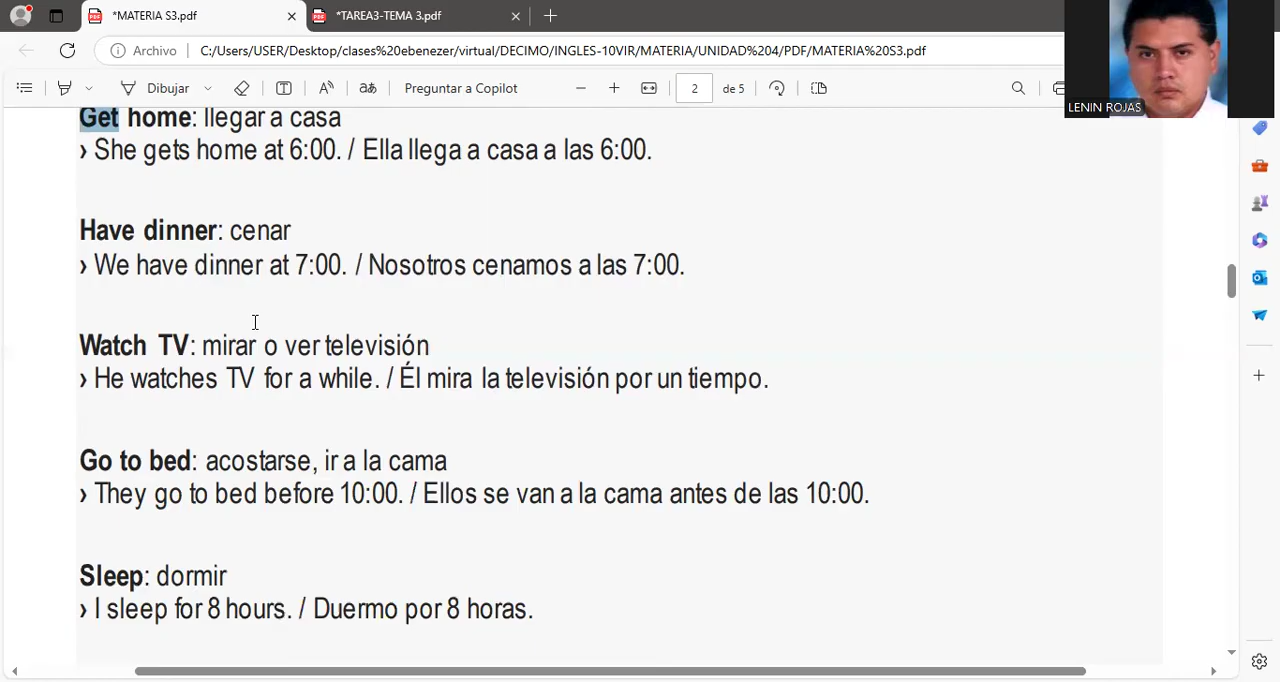 *MATERIA S3.pdf
*TAREA3-TEMA 3.pdf
Archivo
C:/Users/USER/Desktop/clases%20ebenezer/virtual/DECIMO/INGLES-10VIR/MATERIA/UNIDAD%204/PDF/MATERIA%20S3.pdf
Dibujar
Preguntar a Copilot
2
de 5
LENIN ROJAS
Get home: llegar a casa
› She gets home at 6:00. / Ella llega a casa a las 6:00.
Have dinner: cenar
› We have dinner at 7:00. / Nosotros cenamos a las 7:00.
Watch TV: mirar o ver televisión
› He watches TV for a while. / Él mira la televisión por un tiempo.
Go to bed: acostarse, ir a la cama
› They go to bed before 10:00. / Ellos se van a la cama antes de las 10:00.
Sleep: dormir
› I sleep for 8 hours. / Duermo por 8 horas.